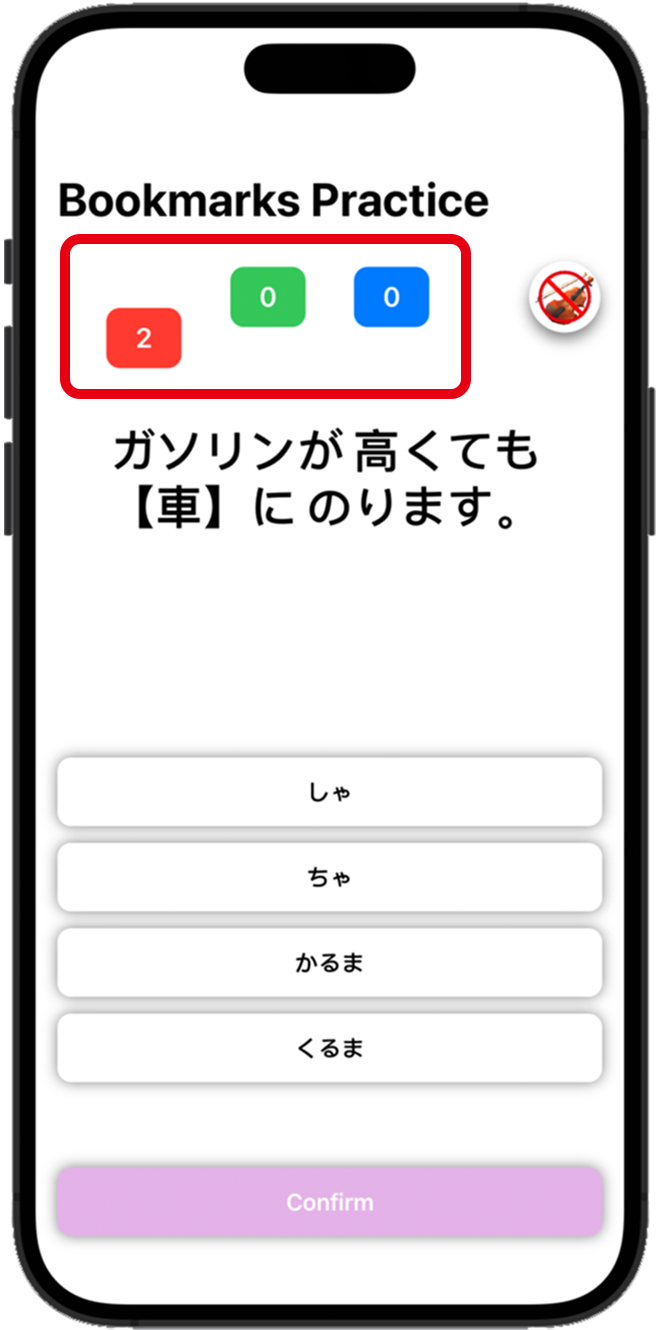 Bookmarks Practice
2
0
0
ガソリンが 高くても
【車】に のります。
しゃ
ちゃ
かるま
くるま
Confirm